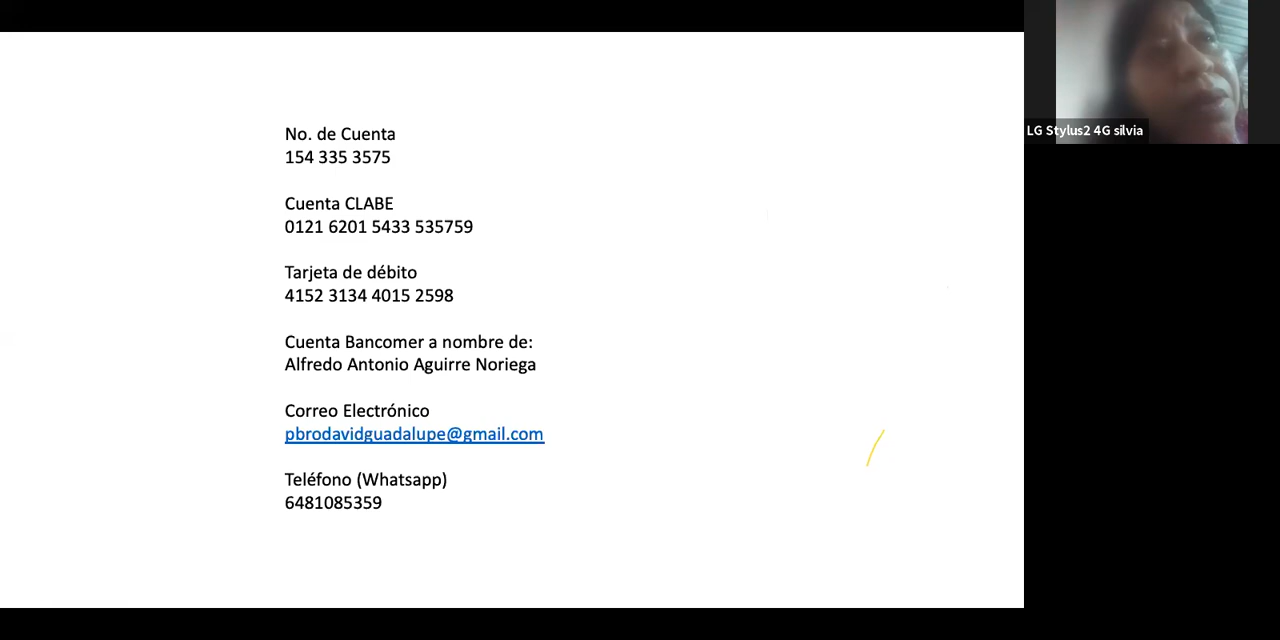 No. de Cuenta
154 335 3575
Cuenta CLABE
0121 6201 5433 535759
Tarjeta de débito
4152 3134 4015 2598
Cuenta Bancomer a nombre de:
Alfredo Antonio Aguirre Noriega
Correo Electrónico
pbrodavidguadalupe@gmail.com
Teléfono (Whatsapp)
6481085359
LG Stylus2 4G silvia